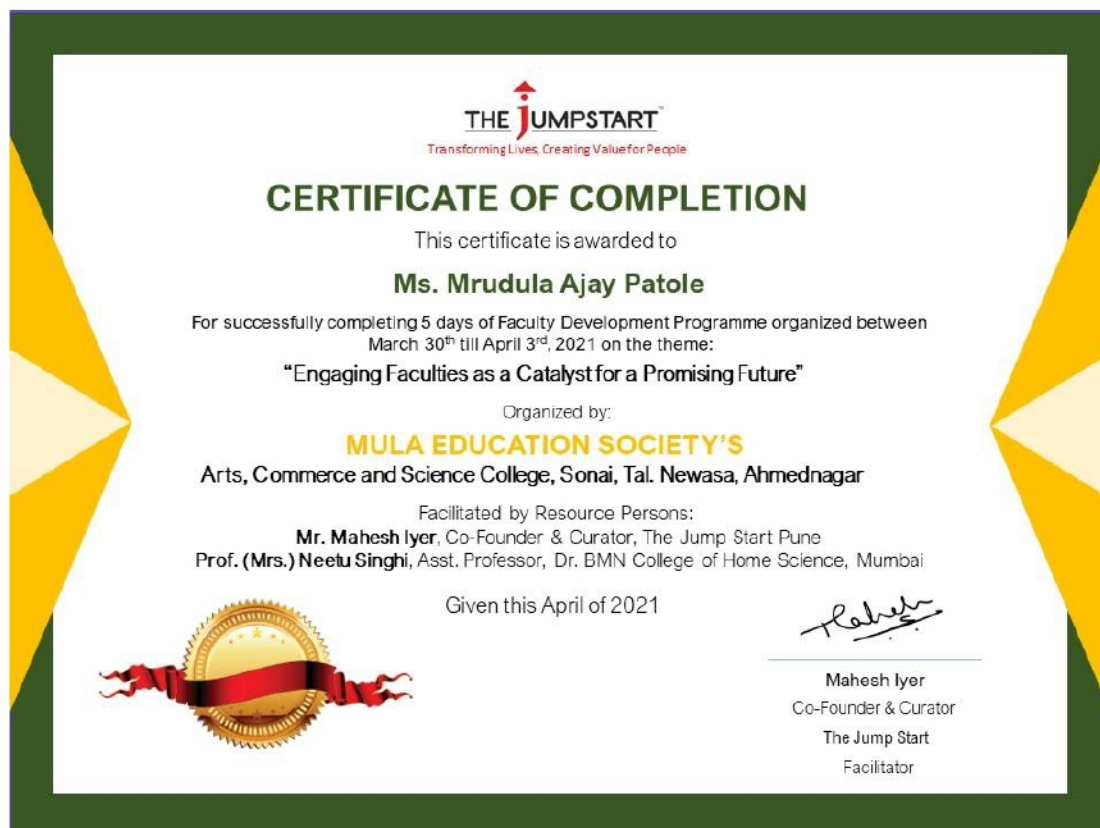 THE JUMPSTART™
Transforming Lives, Creating Value for People
CERTIFICATE OF COMPLETION
This certificate is awarded to
Ms. Mrudula Ajay Patole
For successfully completing 5 days of Faculty Development Programme organized between
March 30th till April 3rd, 2021 on the theme:
“Engaging Faculties as a Catalyst for a Promising Future”
Organized by:
MULA EDUCATION SOCIETY’S
Arts, Commerce and Science College, Sonai, Tal. Newasa, Ahmednagar
Facilitated by Resource Persons:
Mr. Mahesh Iyer, Co-Founder & Curator, The Jump Start Pune
Prof. (Mrs.) Neetu Singhi, Asst. Professor, Dr. BMN College of Home Science, Mumbai
Given this April of 2021
Mahesh
Mahesh Iyer
Co-Founder & Curator
The Jump Start
Facilitator